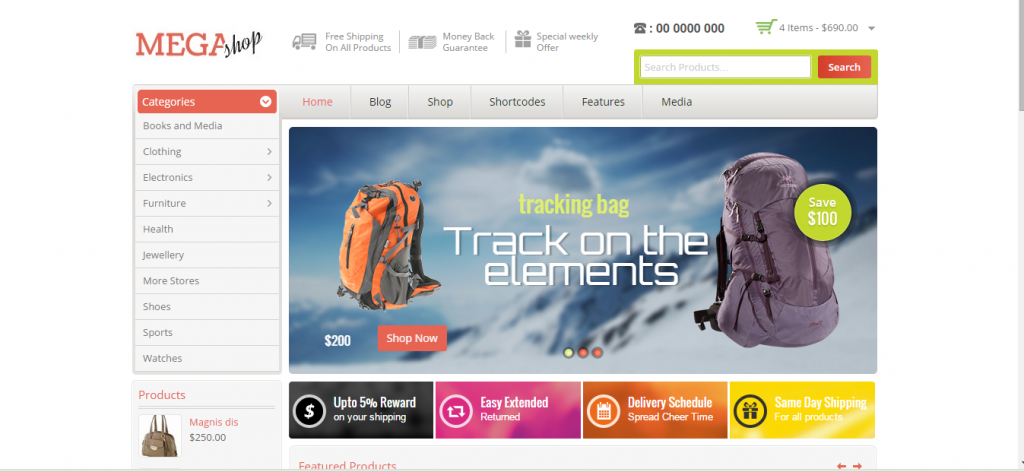 MEGAshop
Free Shipping
On All Products
Money Back
Guarantee
Special weekly
Offer
: 00 0000 000
4 Items - $690.00
Search Products...
Search
Categories
Home
Blog
Shop
Shortcodes
Features
Media
Books and Media
Clothing
Electronics
Furniture
Health
Jewellery
More Stores
Shoes
Sports
Watches
tracking bag
Track on the
elements
Save
$100
$200
Shop Now
Upto 5% Reward
on your shipping
Easy Extended
Returned
Delivery Schedule
Spread Cheer Time
Same Day Shipping
For all products
Products
Magnis dis
$250.00
Featured Products